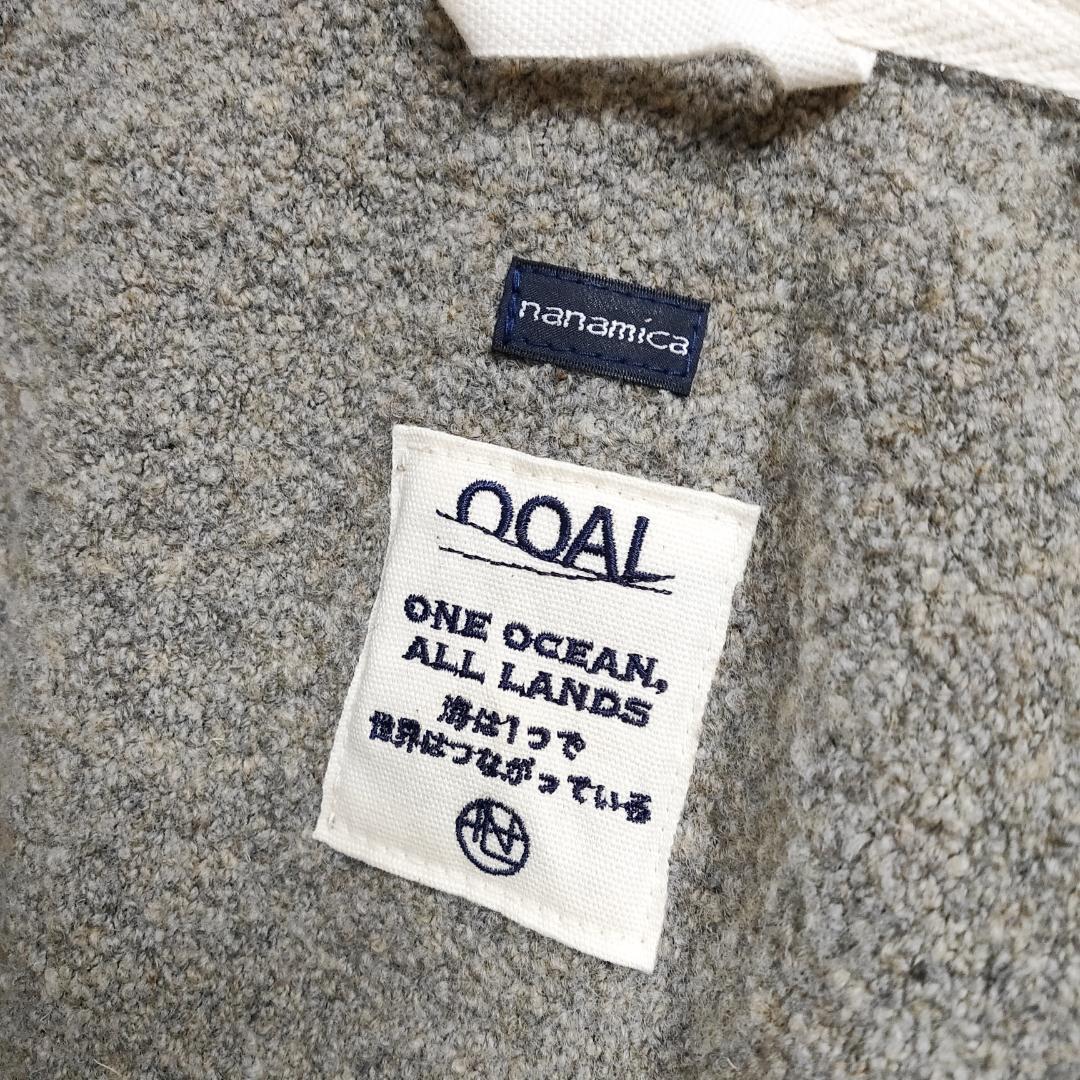 nanamica
OOAL
ONE OCEAN,
ALL LANDS
海は1つで
世界はつながっている